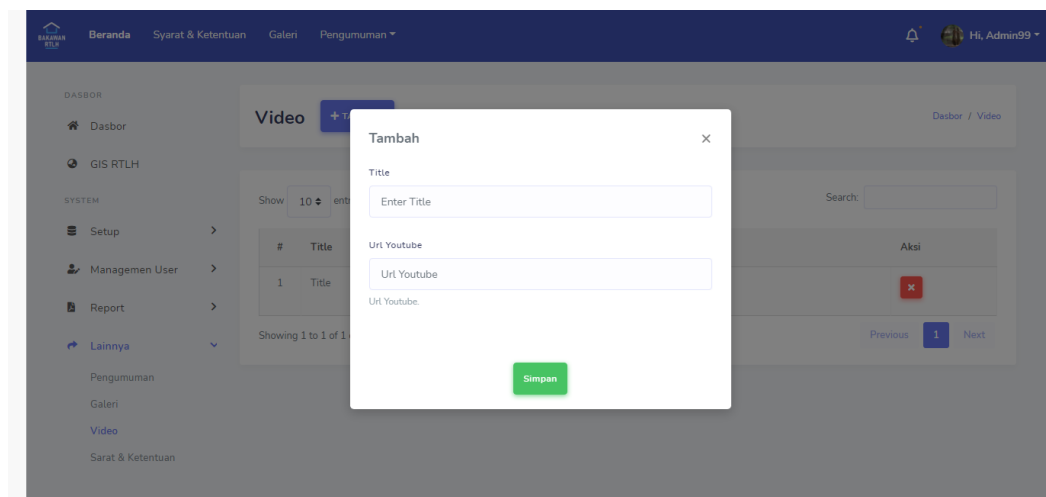 BAKAWAN
RTLH
Beranda Syarat & Ketentuan Galeri Pengumuman
Hi, Admin99
DASBOR
Dasbor
GIS RTLH
SYSTEM
Setup
Managemen User
Report
Lainnya
Pengumuman
Galeri
Video
Sarat & Ketentuan
Video
Dasbor / Video
Show 10
Search:
# Title Aksi
1 Title
Showing 1 to 1 of 1
Previous 1 Next
Tambah
Title
Enter Title
Url Youtube
Url Youtube
Url Youtube.
Simpan